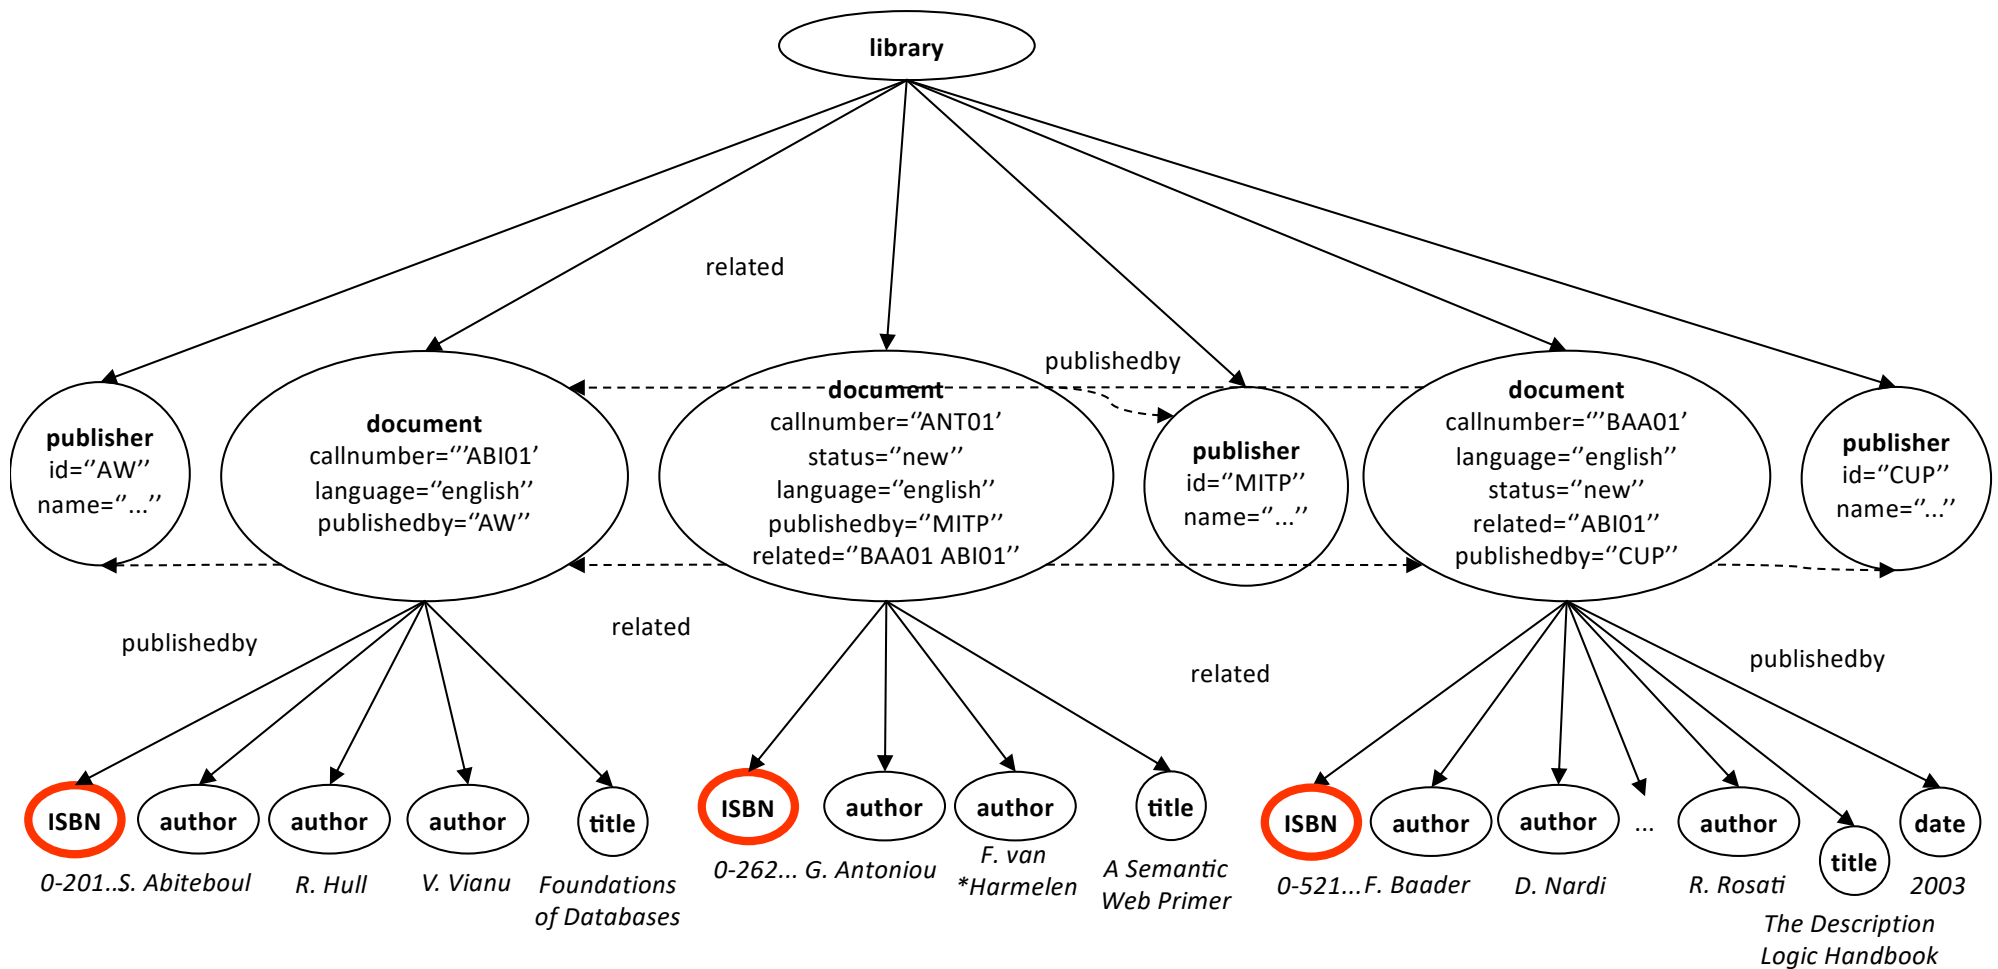 library
related
publishedby
publisher
id=‘’AW’’
name=‘’...’’
document
callnumber=‘’’ABI01’
language=‘’english’’
publishedby=‘’AW’’
document
callnumber=‘’ANT01’
status=‘’new’’
language=‘’english’’
publishedby=‘’MITP’’
related=‘’BAA01 ABI01’’
publisher
id=‘’MITP’’
name=‘’...’’
document
callnumber=‘’’BAA01’
language=‘’english’’
status=‘’new’’
related=‘’ABI01’’
publishedby=‘’CUP’’
publisher
id=‘’CUP’’
name=‘’...’’
publishedby
related
related
publishedby
ISBN
author
author
author
title
ISBN
author
author
title
ISBN
author
author
...
author
title
date
0-201...
S. Abiteboul
R. Hull
V. Vianu
Foundations
of Databases
0-262...
G. Antoniou
F. van
*Harmelen
A Semantic
Web Primer
0-521...
F. Baader
D. Nardi
R. Rosati
The Description
Logic Handbook
2003